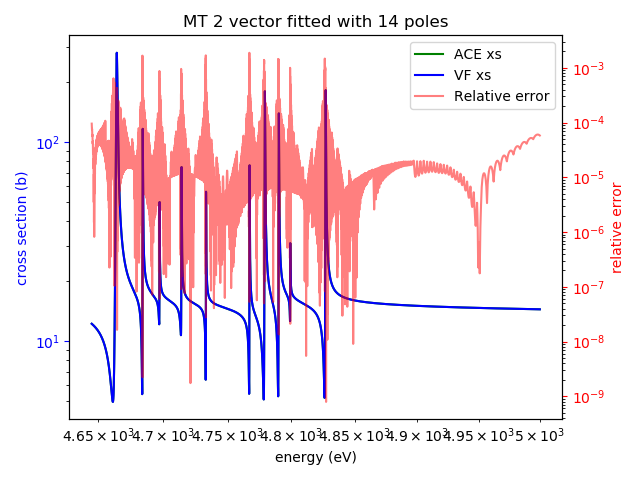 MT 2 vector fitted with 14 poles
ACE xs
VF xs
Relative error
cross section (b)
10²
10¹
relative error
10⁻³
10⁻⁴
10⁻⁵
10⁻⁶
10⁻⁷
10⁻⁸
10⁻⁹
4.65 × 10³ 4.7 × 10³ 4.75 × 10³ 4.8 × 10³ 4.85 × 10³ 4.9 × 10³ 4.95 × 10³ 5 × 10³
energy (eV)